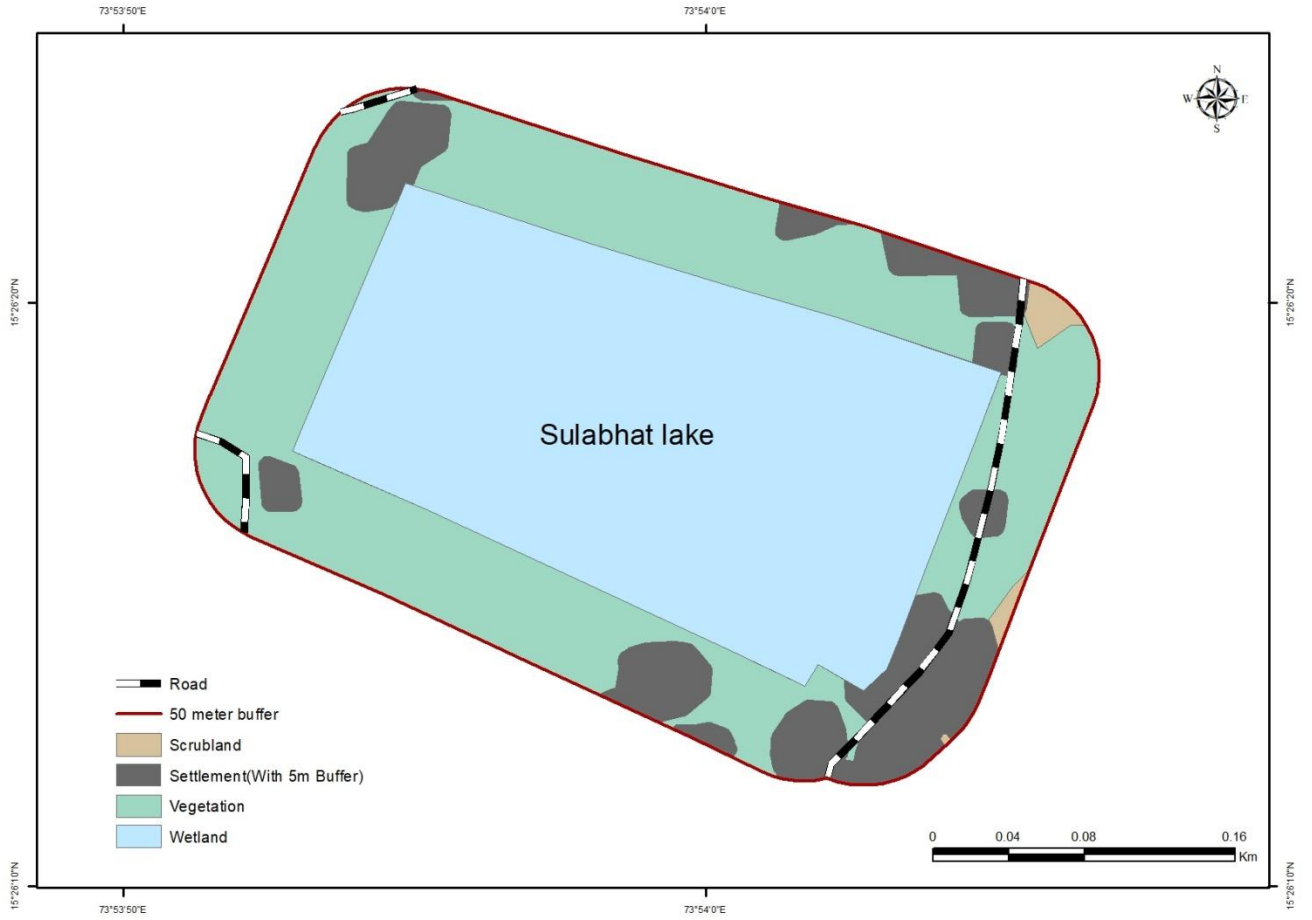 73°53'50"E
73°54'0"E
N
W
E
S
15°26'20"N
15°26'20"N
Sulabhat lake
Road
50 meter buffer
Scrubland
Settlement(With 5m Buffer)
Vegetation
Wetland
0 0.04 0.08 0.16
Km
15°26'10"N
15°26'10"N
73°53'50"E
73°54'0"E